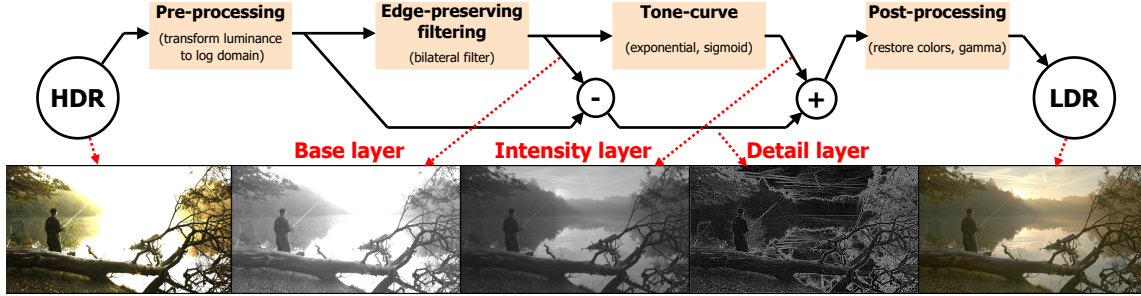 Pre-processing
(transform luminance
to log domain)
Edge-preserving
filtering
(bilateral filter)
Tone-curve
(exponential, sigmoid)
Post-processing
(restore colors, gamma)
HDR
-
+
LDR
Base layer
Intensity layer
Detail layer